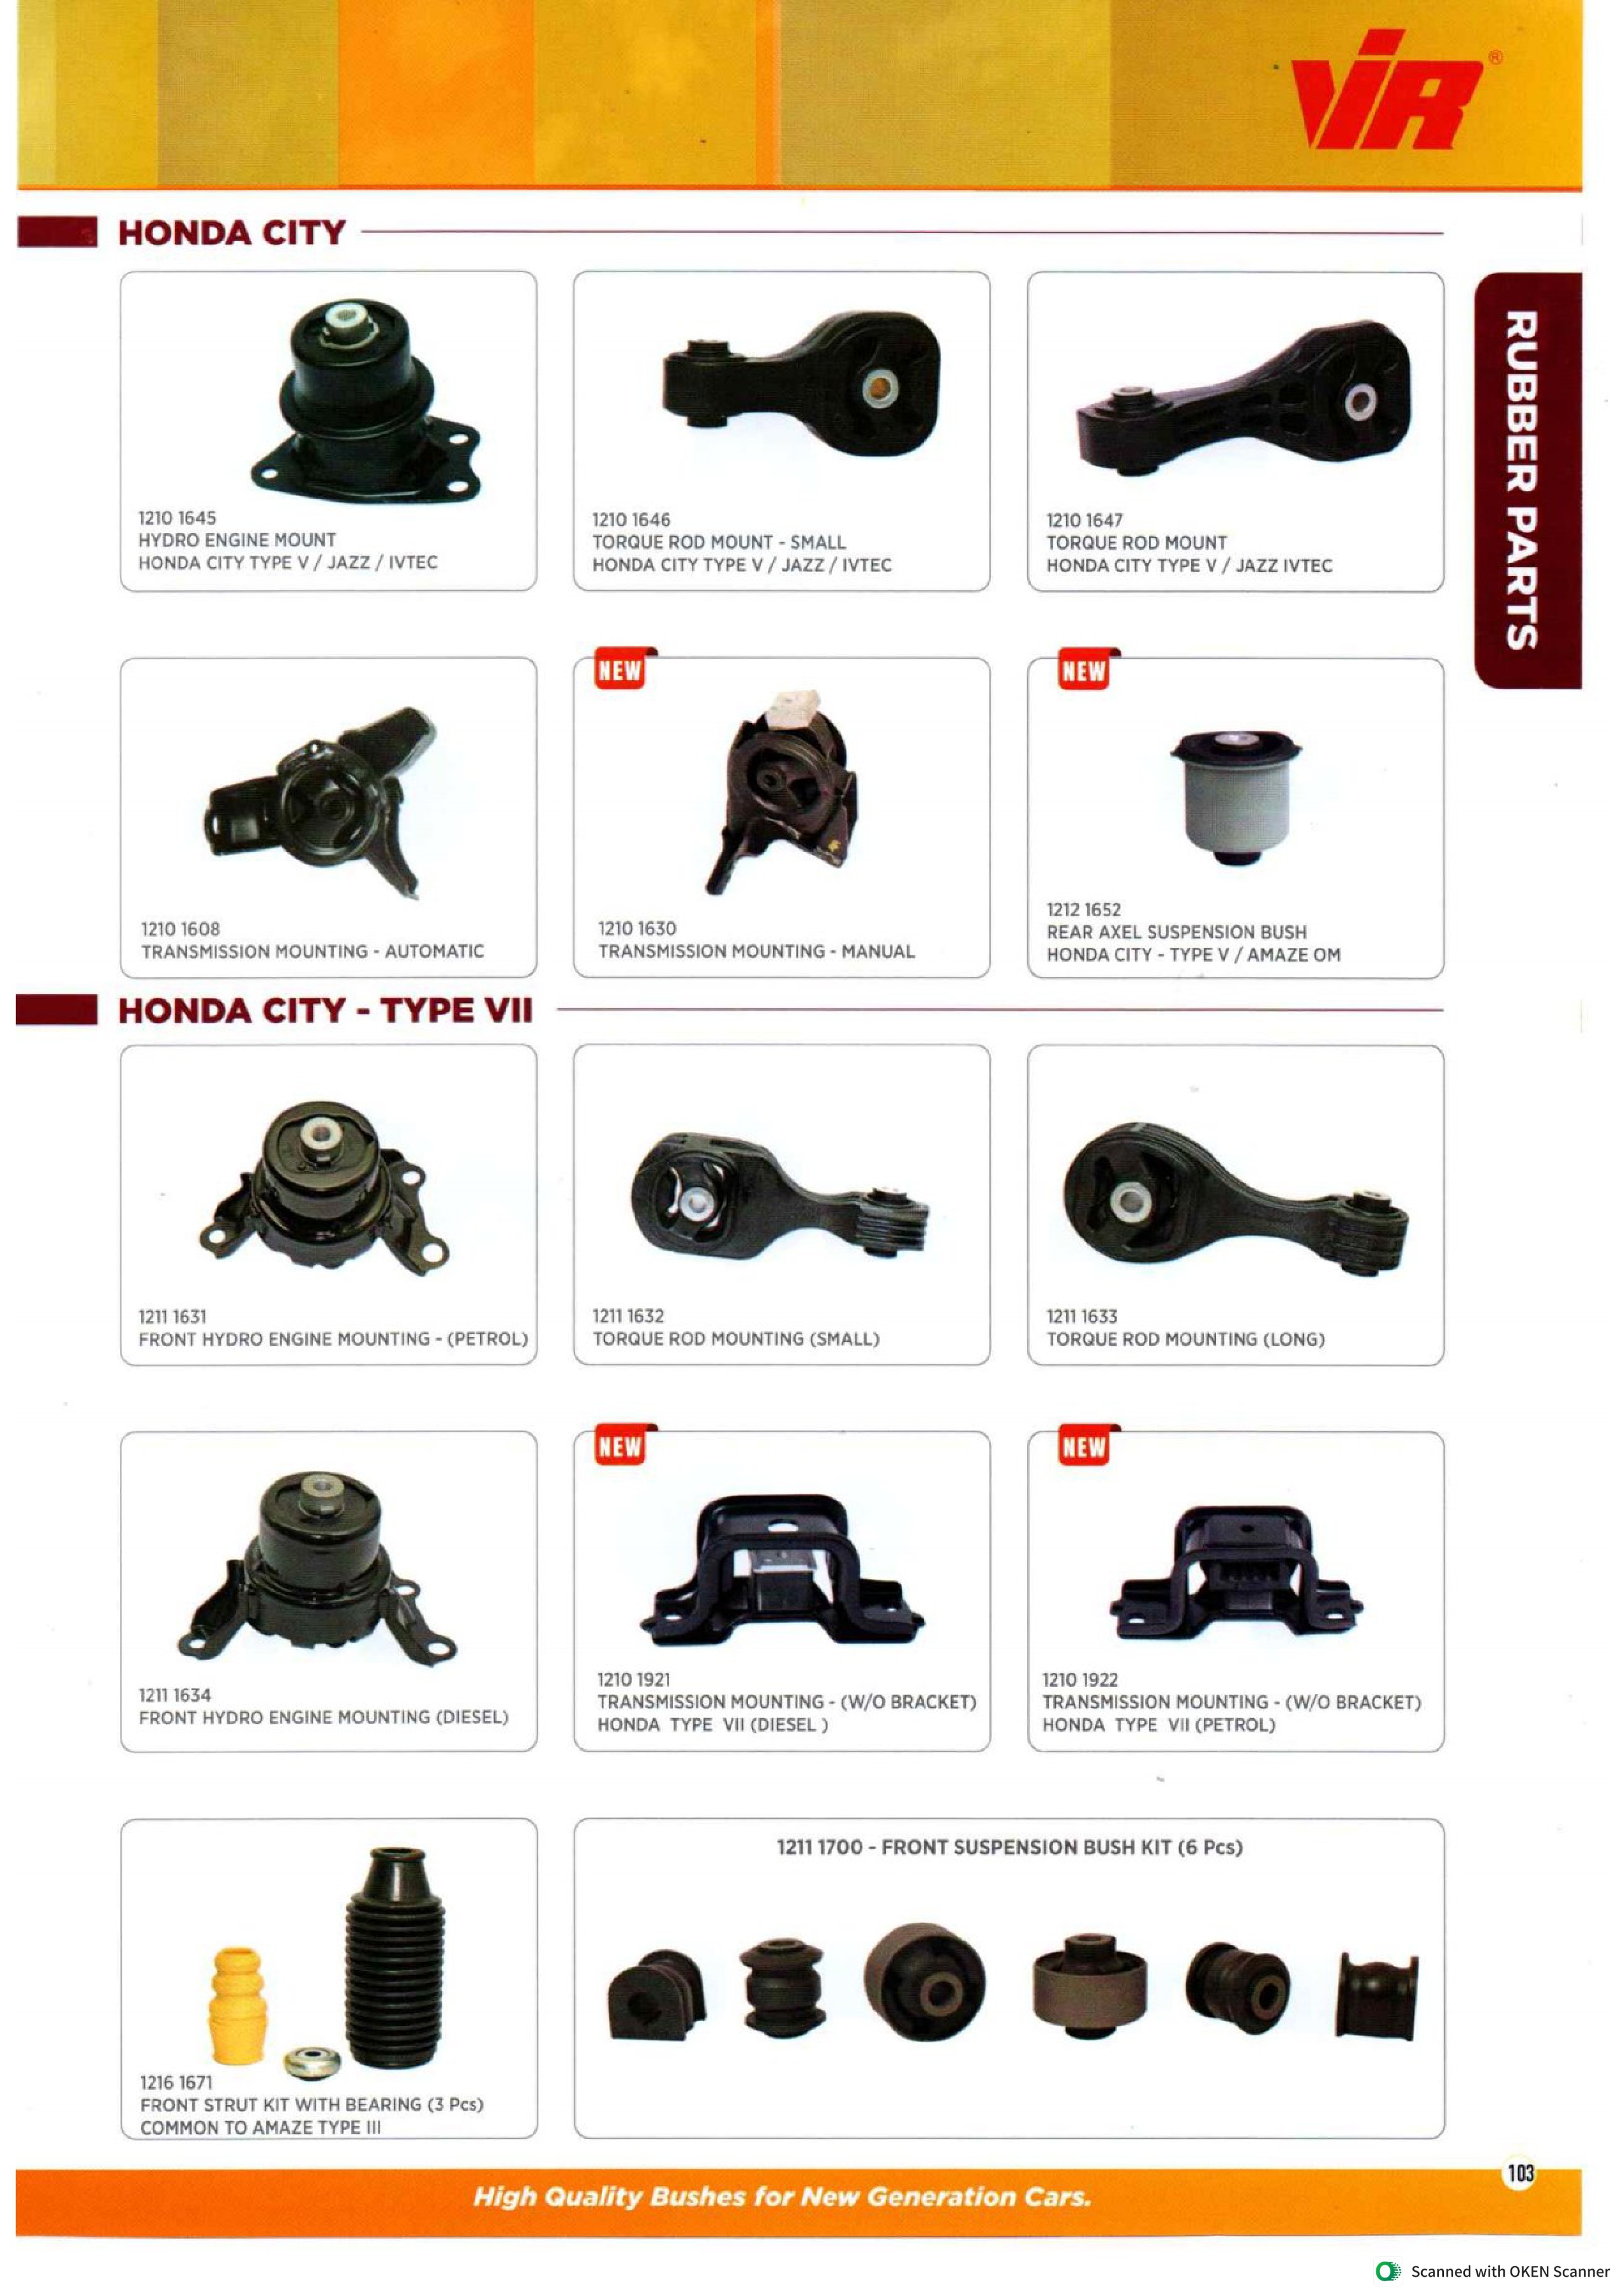 ViR®
HONDA CITY
RUBBER PARTS
1210 1645
HYDRO ENGINE MOUNT
HONDA CITY TYPE V / JAZZ / IVTEC
1210 1646
TORQUE ROD MOUNT - SMALL
HONDA CITY TYPE V / JAZZ / IVTEC
1210 1647
TORQUE ROD MOUNT
HONDA CITY TYPE V / JAZZ IVTEC
1210 1608
TRANSMISSION MOUNTING - AUTOMATIC
NEW
1210 1630
TRANSMISSION MOUNTING - MANUAL
NEW
1212 1652
REAR AXEL SUSPENSION BUSH
HONDA CITY - TYPE V / AMAZE OM
HONDA CITY - TYPE VII
1211 1631
FRONT HYDRO ENGINE MOUNTING - (PETROL)
1211 1632
TORQUE ROD MOUNTING (SMALL)
1211 1633
TORQUE ROD MOUNTING (LONG)
1211 1634
FRONT HYDRO ENGINE MOUNTING (DIESEL)
NEW
1210 1921
TRANSMISSION MOUNTING - (W/O BRACKET)
HONDA TYPE VII (DIESEL )
NEW
1210 1922
TRANSMISSION MOUNTING - (W/O BRACKET)
HONDA TYPE VII (PETROL)
1216 1671
FRONT STRUT KIT WITH BEARING (3 Pcs)
COMMON TO AMAZE TYPE III
1211 1700 - FRONT SUSPENSION BUSH KIT (6 Pcs)
103
High Quality Bushes for New Generation Cars.
Scanned with OKEN Scanner